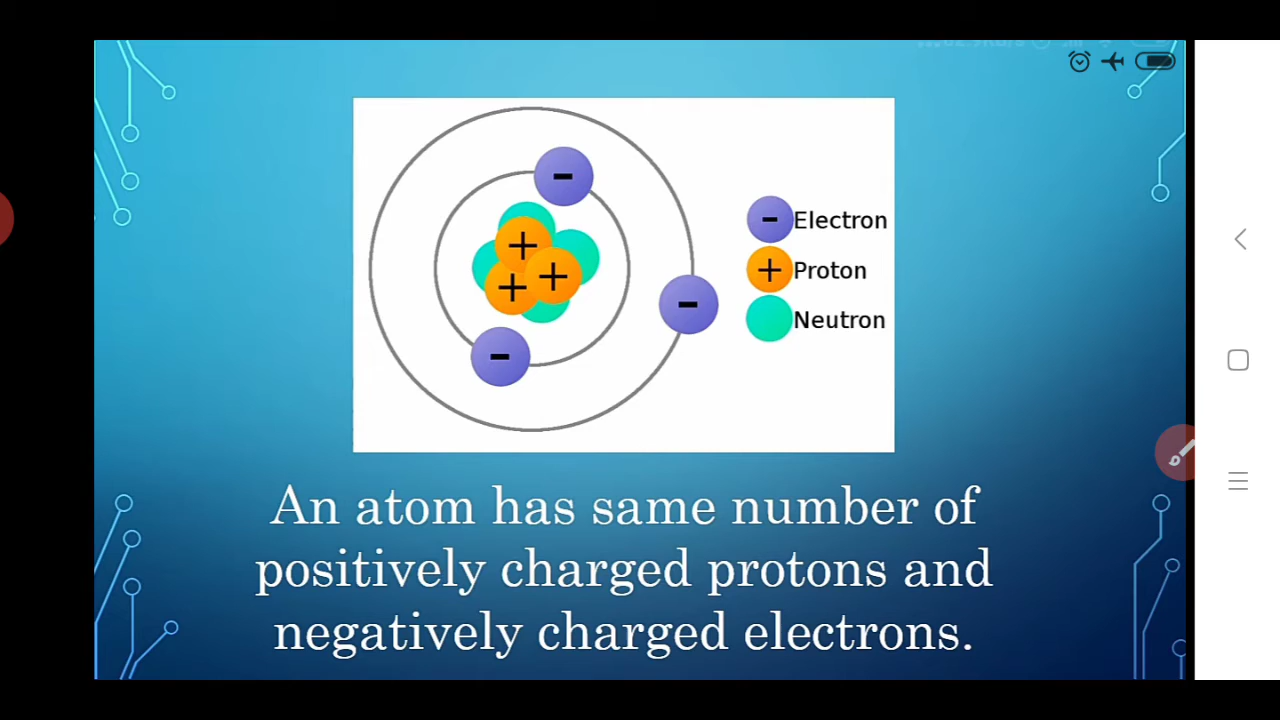 Electron
Proton
Neutron
An atom has same number of
positively charged protons and
negatively charged electrons.